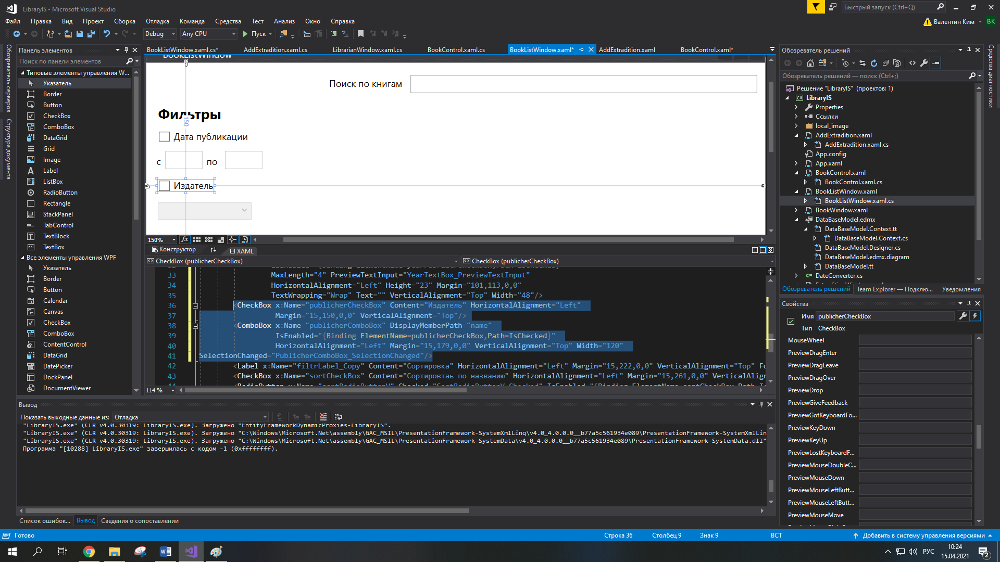 LibraryIS - Microsoft Visual Studio
Быстрый запуск (Ctrl+Q)
Файл Правка Вид Проект Сборка Отладка Команда Средства Тест Анализ Окно Справка
Валентин Ким ВК
Debug Any CPU Пуск
Обозреватель серверов
Структура документа
Панель элементов
Поиск по панели элементов
Типовые элементы управления W...
Указатель
Border
Button
CheckBox
ComboBox
DataGrid
Grid
Image
Label
ListBox
RadioButton
Rectangle
StackPanel
TabControl
TextBlock
TextBox
Все элементы управления WPF
Указатель
Border
Button
Calendar
Canvas
CheckBox
ComboBox
ContentControl
DataGrid
DatePicker
DockPanel
DocumentViewer
BookListWindow.xaml.cs* AddExtradition.xaml.cs LibrarianWindow.xaml.cs BookControl.xaml.cs BookListWindow.xaml* AddExtradition.xaml BookControl.xaml*
BookListWindow
Поиск по книгам
Фильтры
150
Дата публикации
с по
Издатель
150%
Конструктор XAML
CheckBox (publicherCheckBox) CheckBox (publicherCheckBox)
33 MaxLength="4" PreviewTextInput="YearTextBox_PreviewTextInput"
34 HorizontalAlignment="Left" Height="23" Margin="101,113,0,0"
35 TextWrapping="Wrap" Text="" VerticalAlignment="Top" Width="48"/>
36 <CheckBox x:Name="publicherCheckBox" Content="Издатель" HorizontalAlignment="Left"
37 Margin="15,150,0,0" VerticalAlignment="Top"/>
38 <ComboBox x:Name="publicherComboBox" DisplayMemberPath="name"
39 IsEnabled="{Binding ElementName=publicherCheckBox,Path=IsChecked}"
40 HorizontalAlignment="Left" Margin="15,179,0,0" VerticalAlignment="Top" Width="120"
41 SelectionChanged="PublicherComboBox_SelectionChanged"/>
42 <Label x:Name="filtrLabel_Copy" Content="Сортировка" HorizontalAlignment="Left" Margin="15,222,0,0" VerticalAlignment="Top" Fo
43 <CheckBox x:Name="sortCheckBox" Content="Сортировтаь по названию" HorizontalAlignment="Left" Margin="15,261,0,0" VerticalAlign
114 %
Вывод
Показать выходные данные из: Отладка
"LibraryIS.exe" (CLR v4.0.30319: LibraryIS.exe). Загружено "EntityFrameworkDynamicProxies-LibraryIS".
"LibraryIS.exe" (CLR v4.0.30319: LibraryIS.exe). Загружено "C:\Windows\Microsoft.Net\assembly\GAC_MSIL\PresentationFramework-SystemXmlLinq\v4.0_4.0.0.0__b77a5c561934e089\PresentationFramework-SystemXmlLin
"LibraryIS.exe" (CLR v4.0.30319: LibraryIS.exe). Загружено "C:\Windows\Microsoft.Net\assembly\GAC_MSIL\PresentationFramework-SystemData\v4.0_4.0.0.0__b77a5c561934e089\PresentationFramework-SystemData.dll"
Программа "[10288] LibraryIS.exe" завершилась с кодом -1 (0xffffffff).
Список ошибок... Вывод Сведения о сопоставлении
Обозреватель решений
Обозреватель решений — поиск (Ctrl+;)
Решение "LibraryIS" (проектов: 1)
LibraryIS
Properties
Ссылки
local_image
AddExtradition.xaml
AddExtradition.xaml.cs
App.config
App.xaml
BookControl.xaml
BookControl.xaml.cs
BookListWindow.xaml
BookListWindow.xaml.cs
BookWindow.xaml
DataBaseModel.edmx
DataBaseModel.Context.tt
DataBaseModel.Context.cs
DataBaseModel.Designer.cs
DataBaseModel.edmx.diagram
DataBaseModel.tt
DateConverter.cs
Обозреватель решений Team Explorer — Подклю... Уведомления
Средства диагностики
Свойства
Имя publicherCheckBox
Тип CheckBox
MouseWheel
PreviewDragEnter
PreviewDragLeave
PreviewDragOver
PreviewDrop
PreviewGiveFeedback
PreviewGotKeyboardFo...
PreviewKeyDown
PreviewKeyUp
PreviewLostKeyboardF...
PreviewMouseDoubleC...
PreviewMouseDown
PreviewMouseLeftButt...
PreviewMouseLeftButt...
PreviewMouseMove
Готово Строка 36 Столбец 9 Знак 9 ВСТ Добавить в систему управления версиями
РУС 10:24
15.04.2021
2